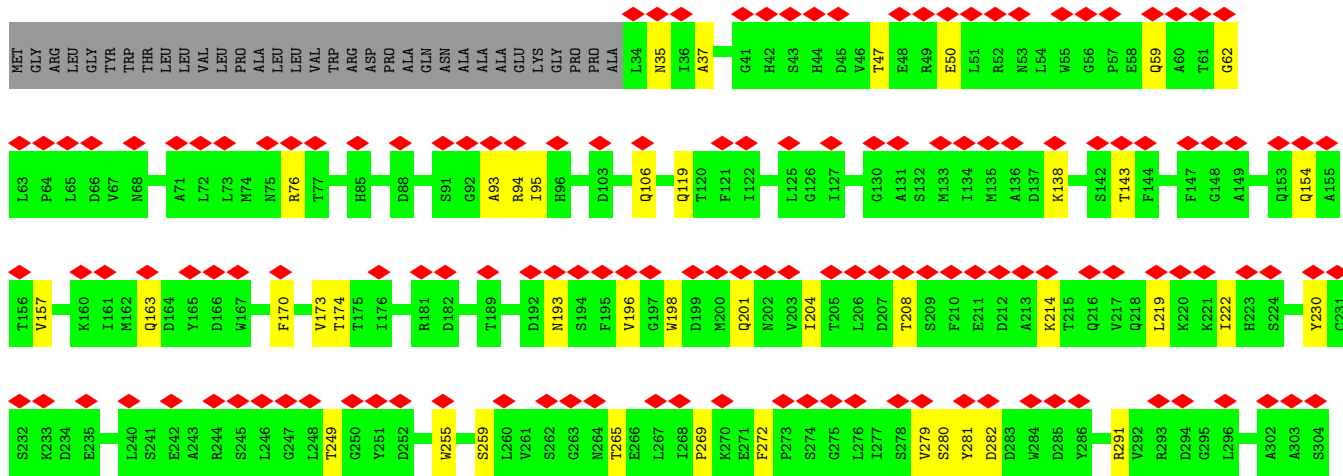 MET GLY ARG LEU GLY TYR TRP THR LEU LEU VAL LEU PRO ALA LEU LEU VAL TRP ARG ASP PRO ALA GLN ASN ALA ALA ALA GLU LYS GLY PRO PRO ALA L34 N35 I36 A37 G41 H42 S43 H44 D45 V46 T47 E48 R49 E50 L51 R52 N53 L54 W55 G56 P57 E58 Q59 A60 T61 G62
L63 P64 L65 D66 V67 N68 A71 L72 L73 M74 N75 R76 T77 H85 D88 S91 G92 A93 R94 I95 H96 D103 Q106 Q119 T120 F121 I122 L125 G126 I127 G130 A131 S132 M133 I134 M135 A136 D137 K138 S142 T143 F144 F147 G148 A149 Q153 Q154 A155
T156 V157 K160 I161 M162 Q163 D164 Y165 D166 W167 F170 V173 T174 T175 I176 R181 D182 T189 D192 N193 S194 F195 V196 G197 W198 D199 M200 Q201 N202 V203 I204 T205 L206 D207 T208 S209 F210 E211 D212 A213 K214 T215 Q216 V217 Q218 L219 K220 K221 I222 H223 S224 Y230 C231
S232 K233 D234 E235 L240 S241 E242 A243 R244 S245 L246 G247 L248 T249 G250 Y251 D252 W255 S259 L260 V261 S262 G263 N264 T265 E266 L267 I268 P269 K270 E271 F272 P273 S274 G275 L276 I277 S278 V279 S280 Y281 D282 D283 W284 D285 Y286 R291 V292 R293 D294 G295 L296 A302 A303 S304